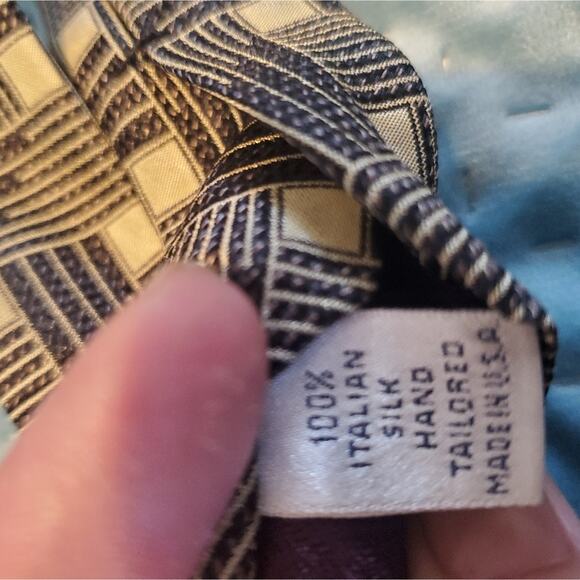 100%
ITALIAN
SILK
HAND
TAILORED
MADE IN U.S.A